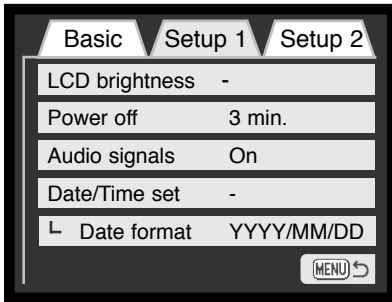 Basic Setup 1 Setup 2
LCD brightness -
Power off 3 min.
Audio signals On
Date/Time set -
Date format YYYY/MM/DD
MENU